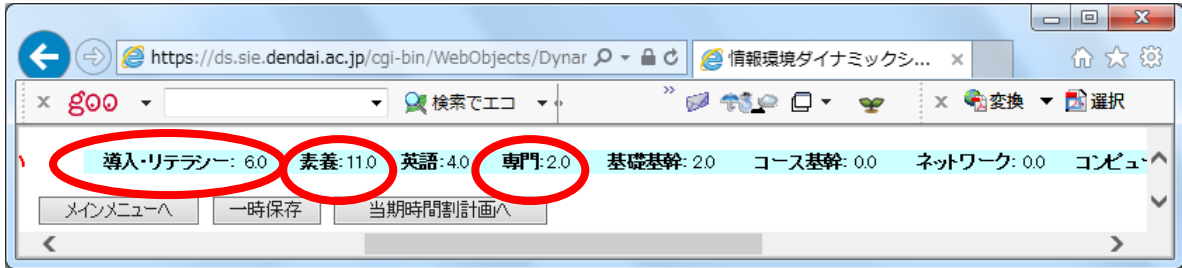 https://ds.sie.dendai.ac.jp/cgi-bin/WebObjects/Dynar
情報環境ダイナミックシ...
goo
検索でエコ
変換
選択
導入・リテラシー: 6.0 素養: 11.0 英語: 4.0 専門: 2.0 基礎基幹: 2.0 コース基幹: 0.0 ネットワーク: 0.0 コンピュ
メインメニューへ 一時保存 当期時間割計画へ